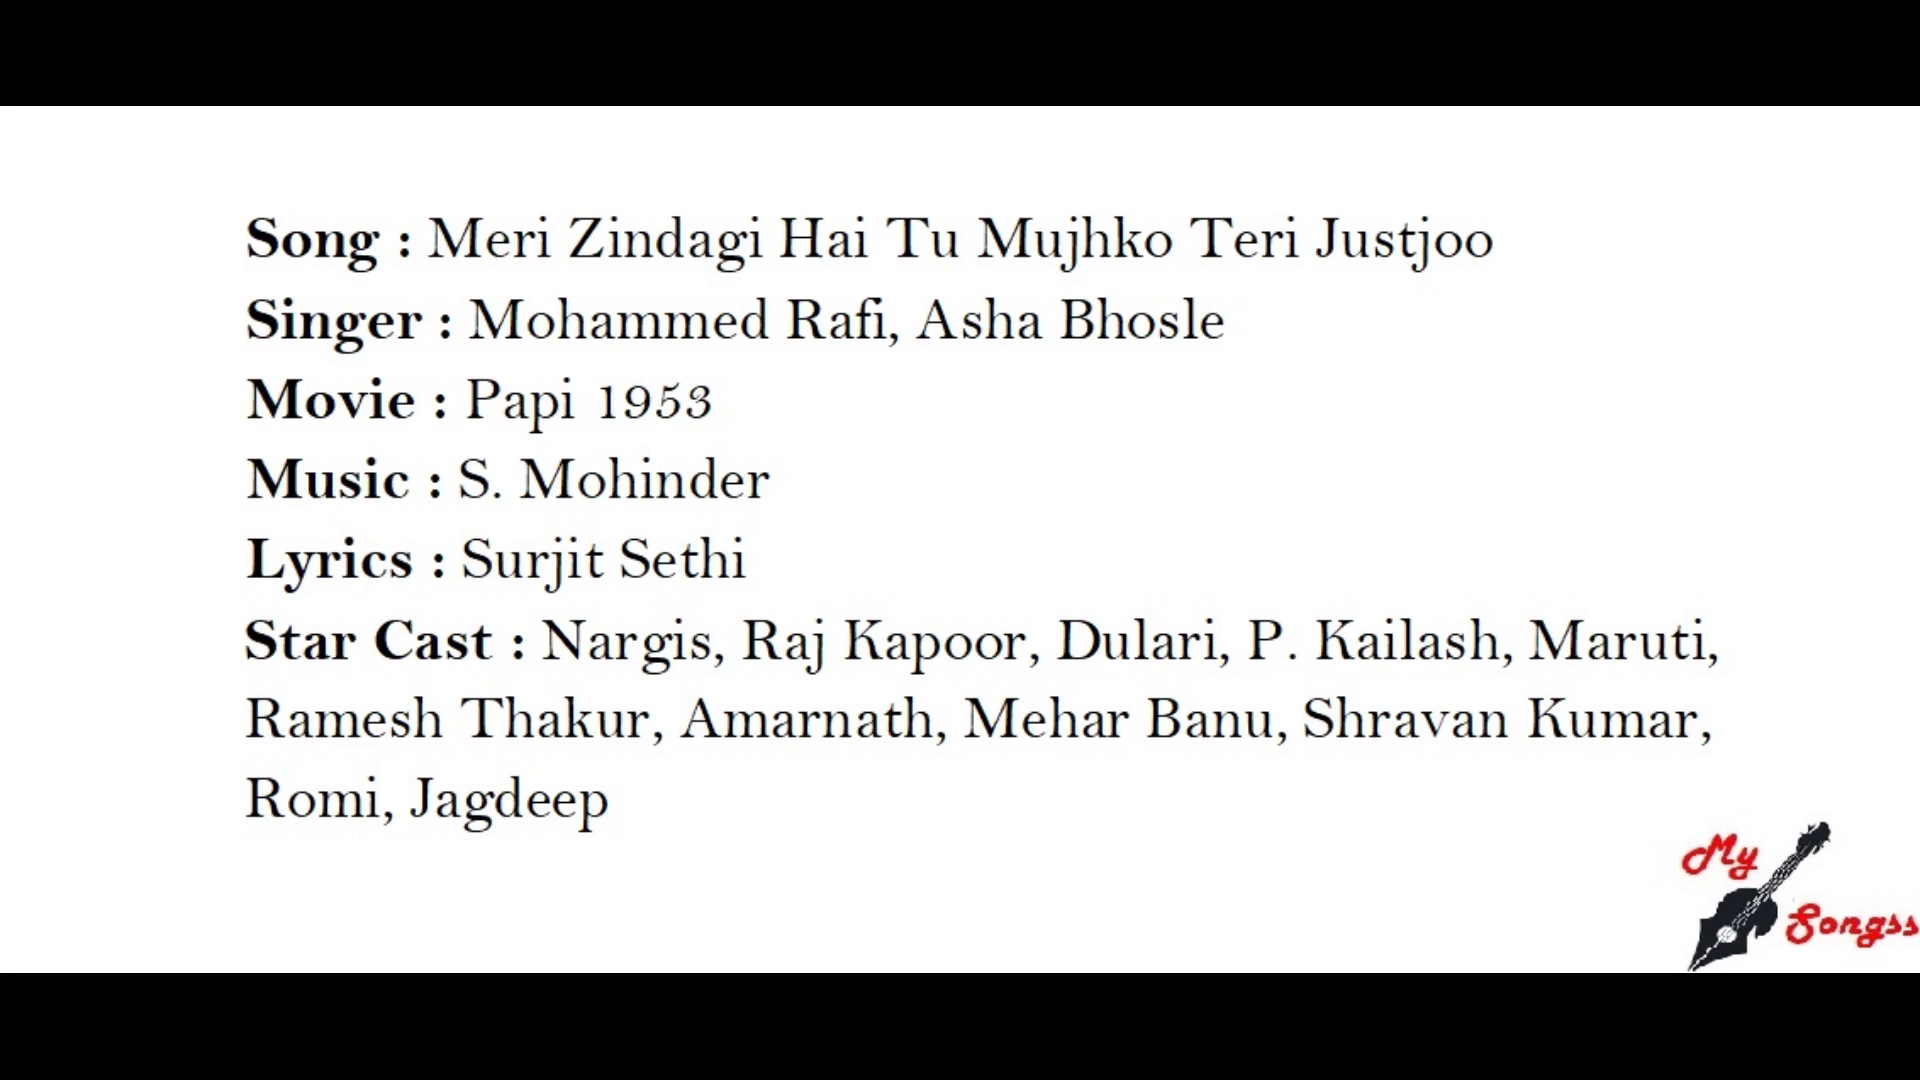 Song : Meri Zindagi Hai Tu Mujhko Teri Justjoo
Singer : Mohammed Rafi, Asha Bhosle
Movie : Papi 1953
Music : S. Mohinder
Lyrics : Surjit Sethi
Star Cast : Nargis, Raj Kapoor, Dulari, P. Kailash, Maruti,
Ramesh Thakur, Amarnath, Mehar Banu, Shravan Kumar,
Romi, Jagdeep
My
Songss